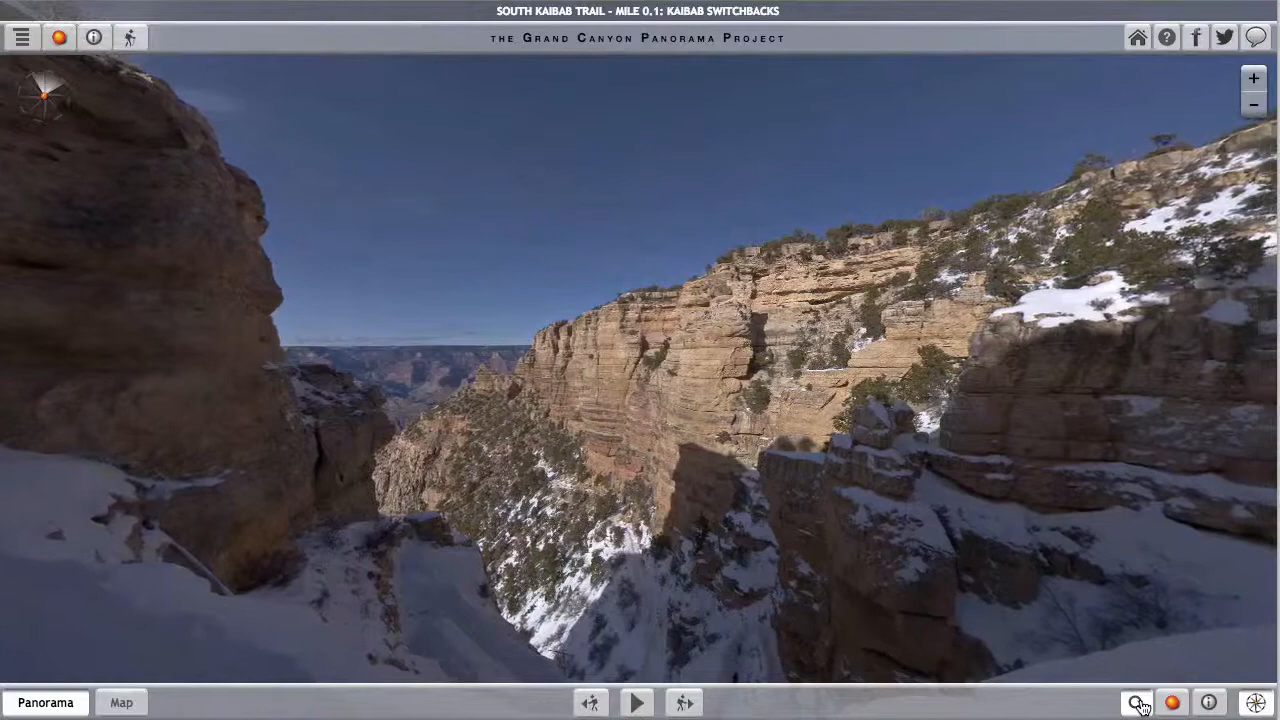 SOUTH KAIBAB TRAIL - MILE 0.1: KAIBAB SWITCHBACKS
THE GRAND CANYON PANORAMA PROJECT
Panorama
Map